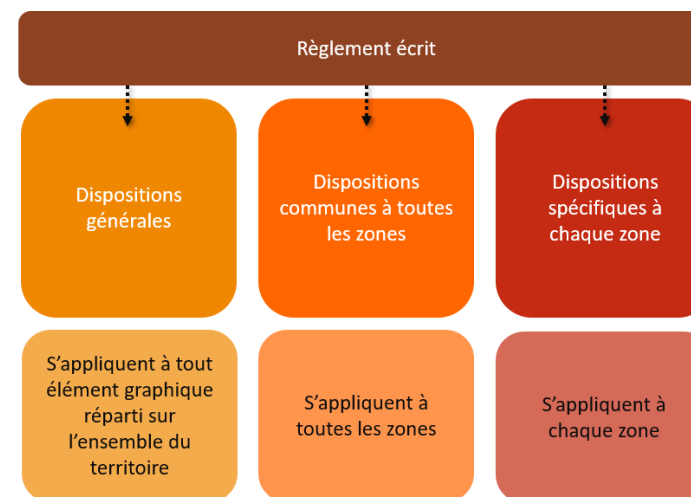 Règlement écrit
Dispositions
générales
Dispositions
communes à toutes
les zones
Dispositions
spécifiques à
chaque zone
S’appliquent à tout
élément graphique
réparti sur
l’ensemble du
territoire
S’appliquent à
toutes les zones
S’appliquent à
chaque zone